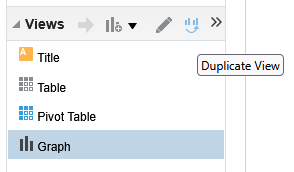 Views
Title
Duplicate View
Table
Pivot Table
Graph